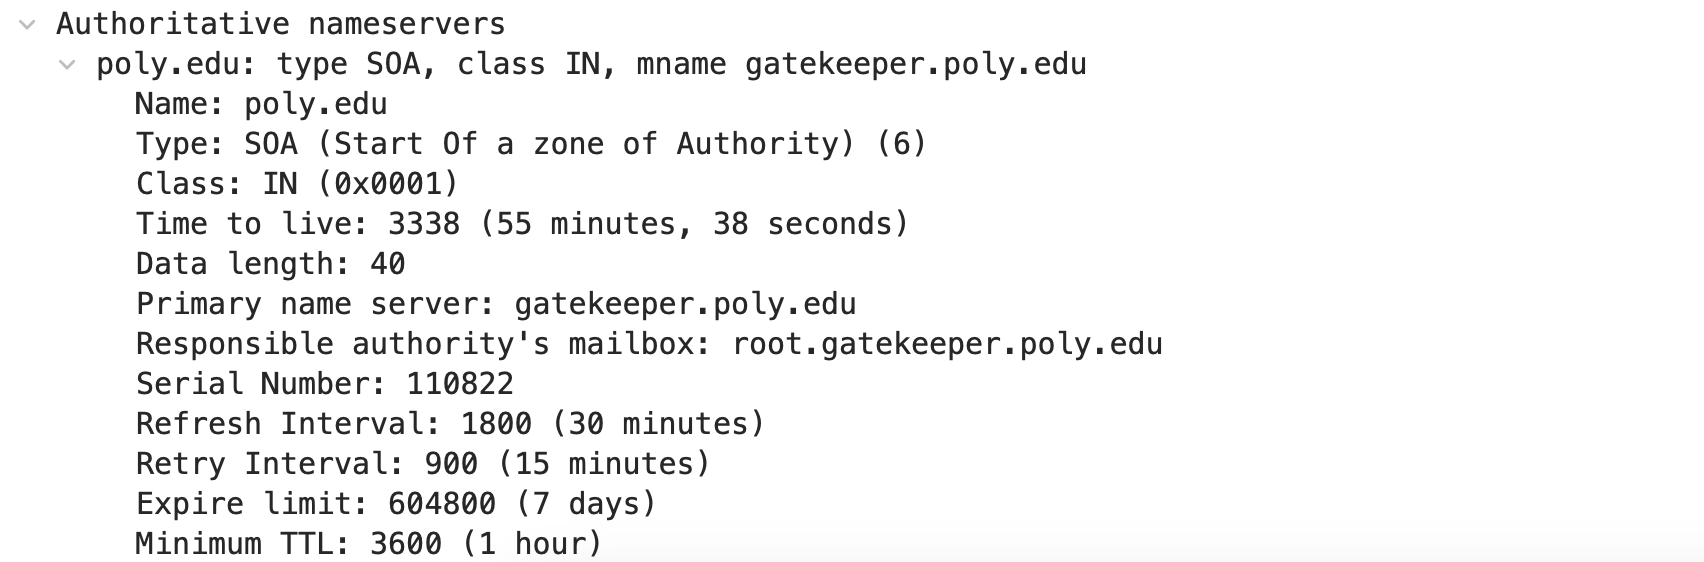 Authoritative nameservers
poly.edu: type SOA, class IN, mname gatekeeper.poly.edu
Name: poly.edu
Type: SOA (Start Of a zone of Authority) (6)
Class: IN (0x0001)
Time to live: 3338 (55 minutes, 38 seconds)
Data length: 40
Primary name server: gatekeeper.poly.edu
Responsible authority's mailbox: root.gatekeeper.poly.edu
Serial Number: 110822
Refresh Interval: 1800 (30 minutes)
Retry Interval: 900 (15 minutes)
Expire limit: 604800 (7 days)
Minimum TTL: 3600 (1 hour)